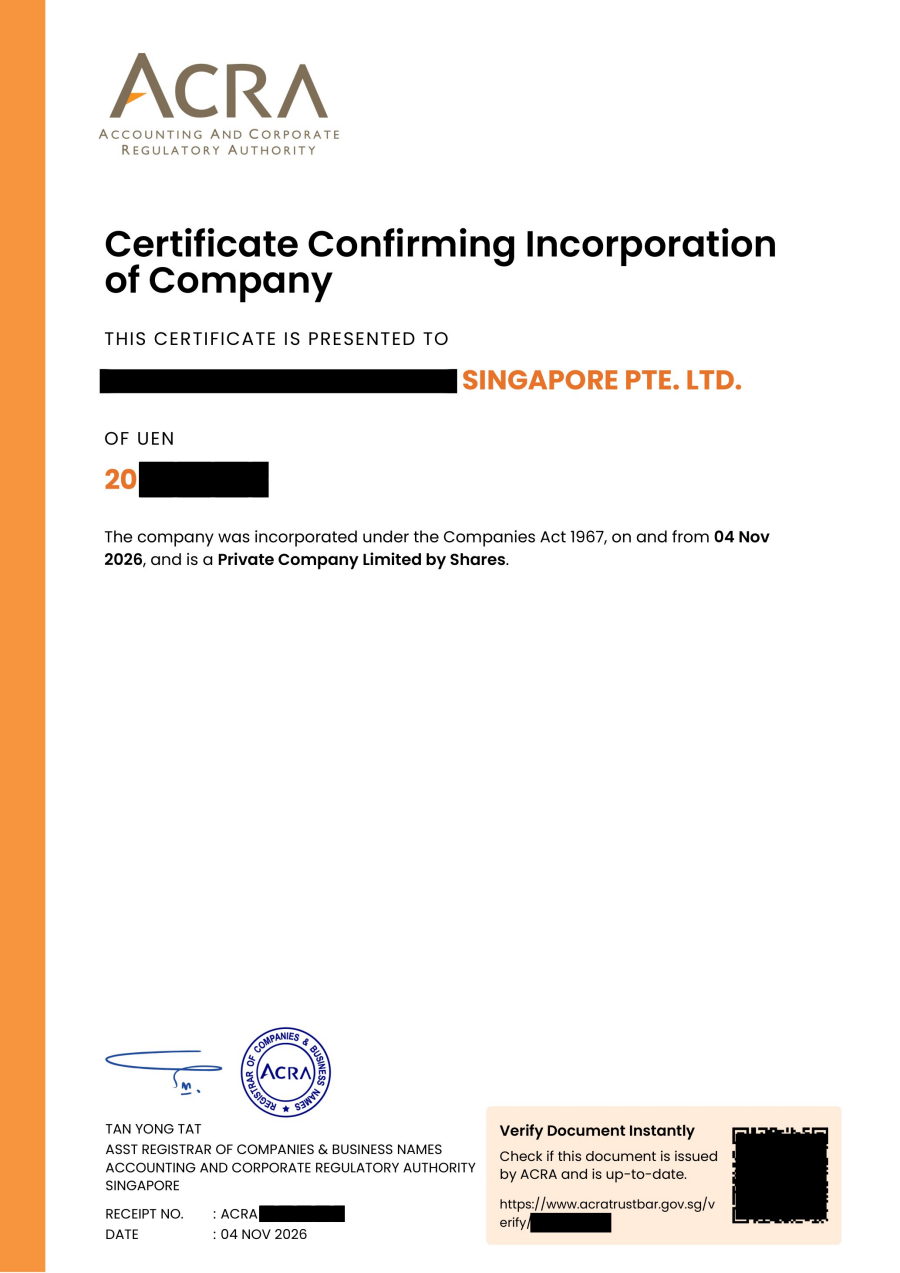 ACRA
ACCOUNTING AND CORPORATE
REGULATORY AUTHORITY
Certificate Confirming Incorporation
of Company
THIS CERTIFICATE IS PRESENTED TO
SINGAPORE PTE. LTD.
OF UEN
20
The company was incorporated under the Companies Act 1967, on and from 04 Nov
2026, and is a Private Company Limited by Shares.
REGISTRAR OF COMPANIES & BUSINESS NAMES
ACRA
TAN YONG TAT
ASST REGISTRAR OF COMPANIES & BUSINESS NAMES
ACCOUNTING AND CORPORATE REGULATORY AUTHORITY
SINGAPORE
RECEIPT NO. : ACRA
DATE : 04 NOV 2026
Verify Document Instantly
Check if this document is issued
by ACRA and is up-to-date.
https://www.acratrustbar.gov.sg/v
erify/